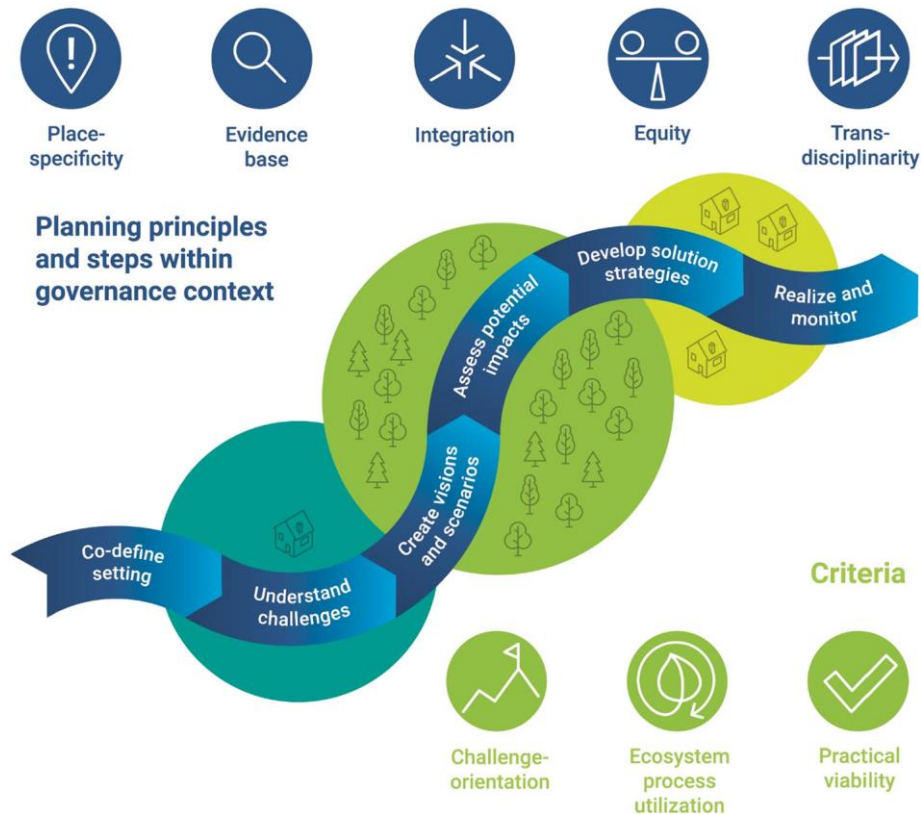 Place-
specificity
Evidence
base
Integration
Equity
Trans-
disciplinarity
Planning principles
and steps within
governance context
Co-define
setting
Understand
challenges
Create visions
and scenarios
Assess potential
impacts
Develop solution
strategies
Realize and
monitor
Criteria
Challenge-
orientation
Ecosystem
process
utilization
Practical
viability